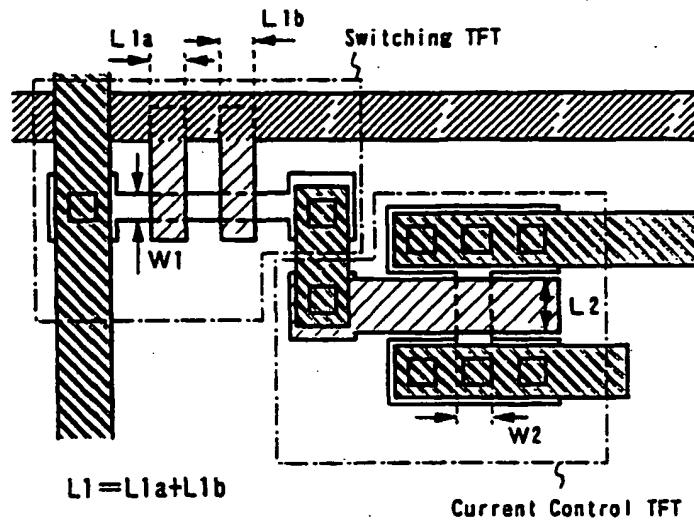 L1b
L1a
Switching TFT
W1
L2
W2
L1=L1a+L1b
Current Control TFT